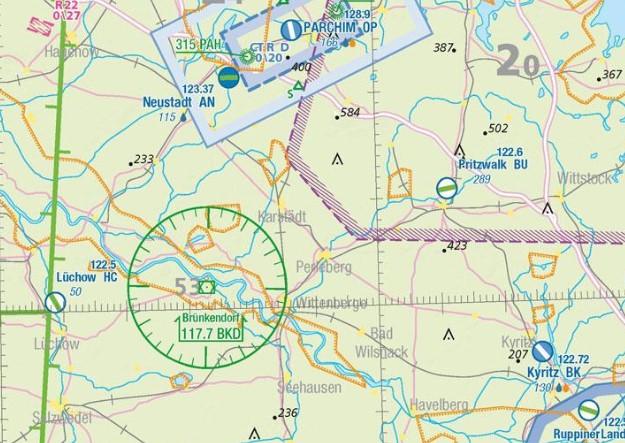 R 22
0/27
Hagenow
128.9
PARCHIM OP
166
315 PAH
C T R D
0/20
400
387
20
367
123.37
Neustadt AN
115
S
584
502
233
122.6
Pritzwalk BU
289
Wittstock
Karstädt
423
Perleberg
122.5
Lüchow HC
50
53
Brünkendorf
117.7 BKD
Wittenberge
Lüchow
Bad
Wilsnack
Kyritz
207
122.72
Kyritz BK
130
Seehausen
Havelberg
Salzwedel
236
122.5
Ruppiner Land